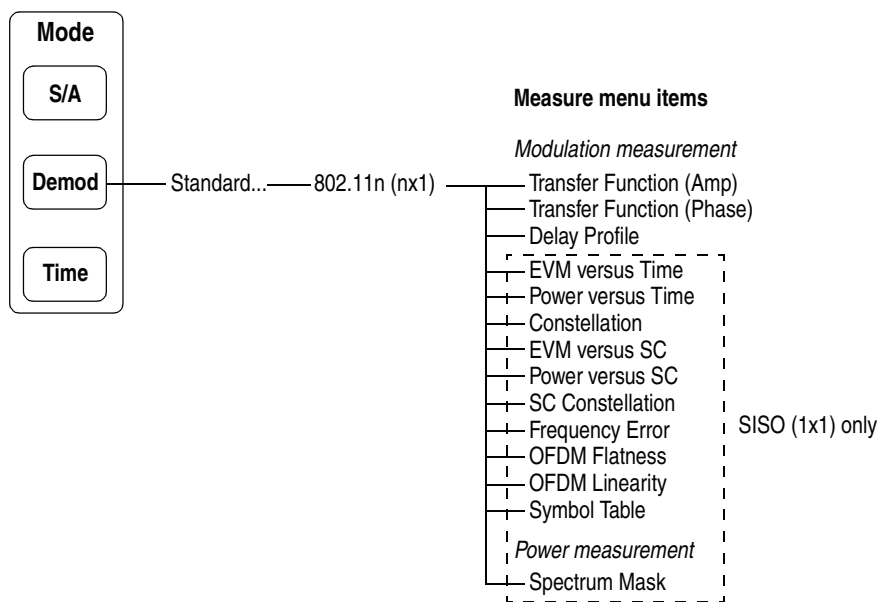 Mode
S/A
Demod
Time
Standard...
802.11n (nx1)
Measure menu items
Modulation measurement
Transfer Function (Amp)
Transfer Function (Phase)
Delay Profile
EVM versus Time
Power versus Time
Constellation
EVM versus SC
Power versus SC
SC Constellation
Frequency Error
OFDM Flatness
OFDM Linearity
Symbol Table
Power measurement
Spectrum Mask
SISO (1x1) only